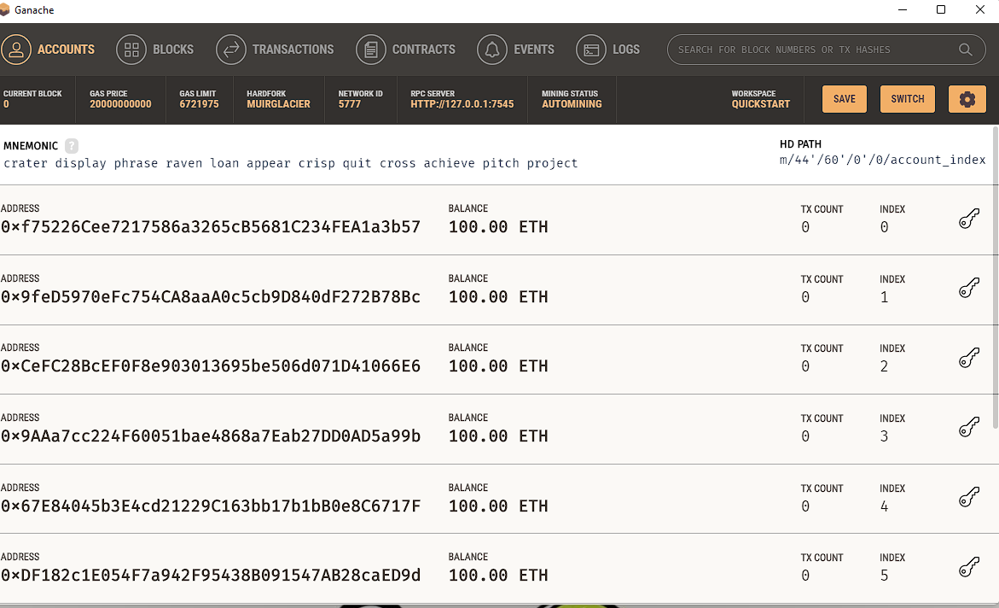 Ganache
ACCOUNTS BLOCKS TRANSACTIONS CONTRACTS EVENTS LOGS SEARCH FOR BLOCK NUMBERS OR TX HASHES
CURRENT BLOCK GAS PRICE GAS LIMIT HARDFORK NETWORK ID RPC SERVER MINING STATUS WORKSPACE
0 20000000000 6721975 MUIRGLACIER 5777 HTTP://127.0.0.1:7545 AUTOMINING QUICKSTART SAVE SWITCH
MNEMONIC ? HD PATH
crater display phrase raven loan appear crisp quit cross achieve pitch project m/44'/60'/0'/0/account_index
ADDRESS BALANCE TX COUNT INDEX
0×f75226Cee7217586a3265cB5681C234FEA1a3b57 100.00 ETH 0 0
ADDRESS BALANCE TX COUNT INDEX
0×9feD5970eFc754CA8aaA0c5cb9D840dF272B78Bc 100.00 ETH 0 1
ADDRESS BALANCE TX COUNT INDEX
0×CeFC28BcEF0F8e903013695be506d071D41066E6 100.00 ETH 0 2
ADDRESS BALANCE TX COUNT INDEX
0×9AAa7cc224F60051bae4868a7Eab27DD0AD5a99b 100.00 ETH 0 3
ADDRESS BALANCE TX COUNT INDEX
0×67E84045b3E4cd21229C163bb17b1bB0e8C6717F 100.00 ETH 0 4
ADDRESS BALANCE TX COUNT INDEX
0×DF182c1E054F7a942F95438B091547AB28caED9d 100.00 ETH 0 5